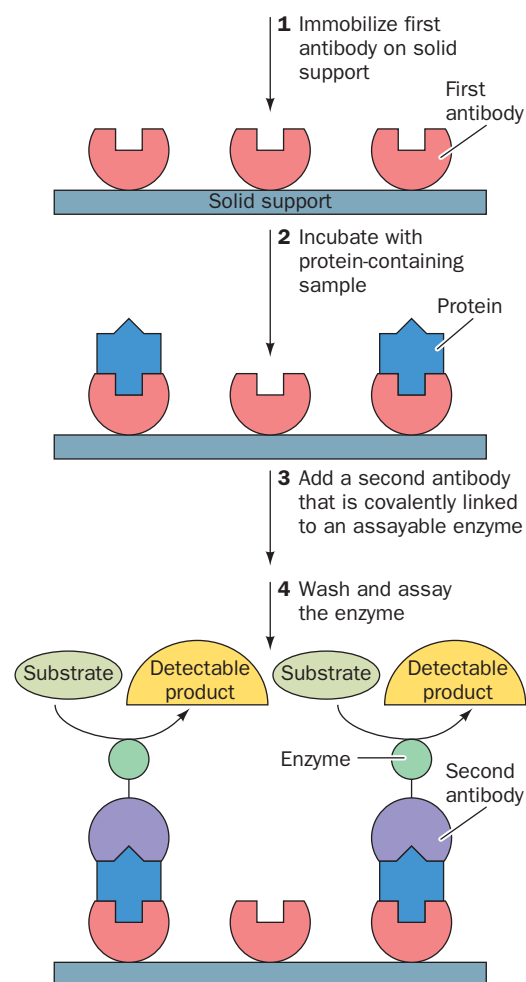 1 Immobilize first
antibody on solid
support
First
antibody
Solid support
2 Incubate with
protein-containing
sample
Protein
3 Add a second antibody
that is covalently linked
to an assayable enzyme
4 Wash and assay
the enzyme
Substrate
Detectable
product
Substrate
Detectable
product
Enzyme
Second
antibody